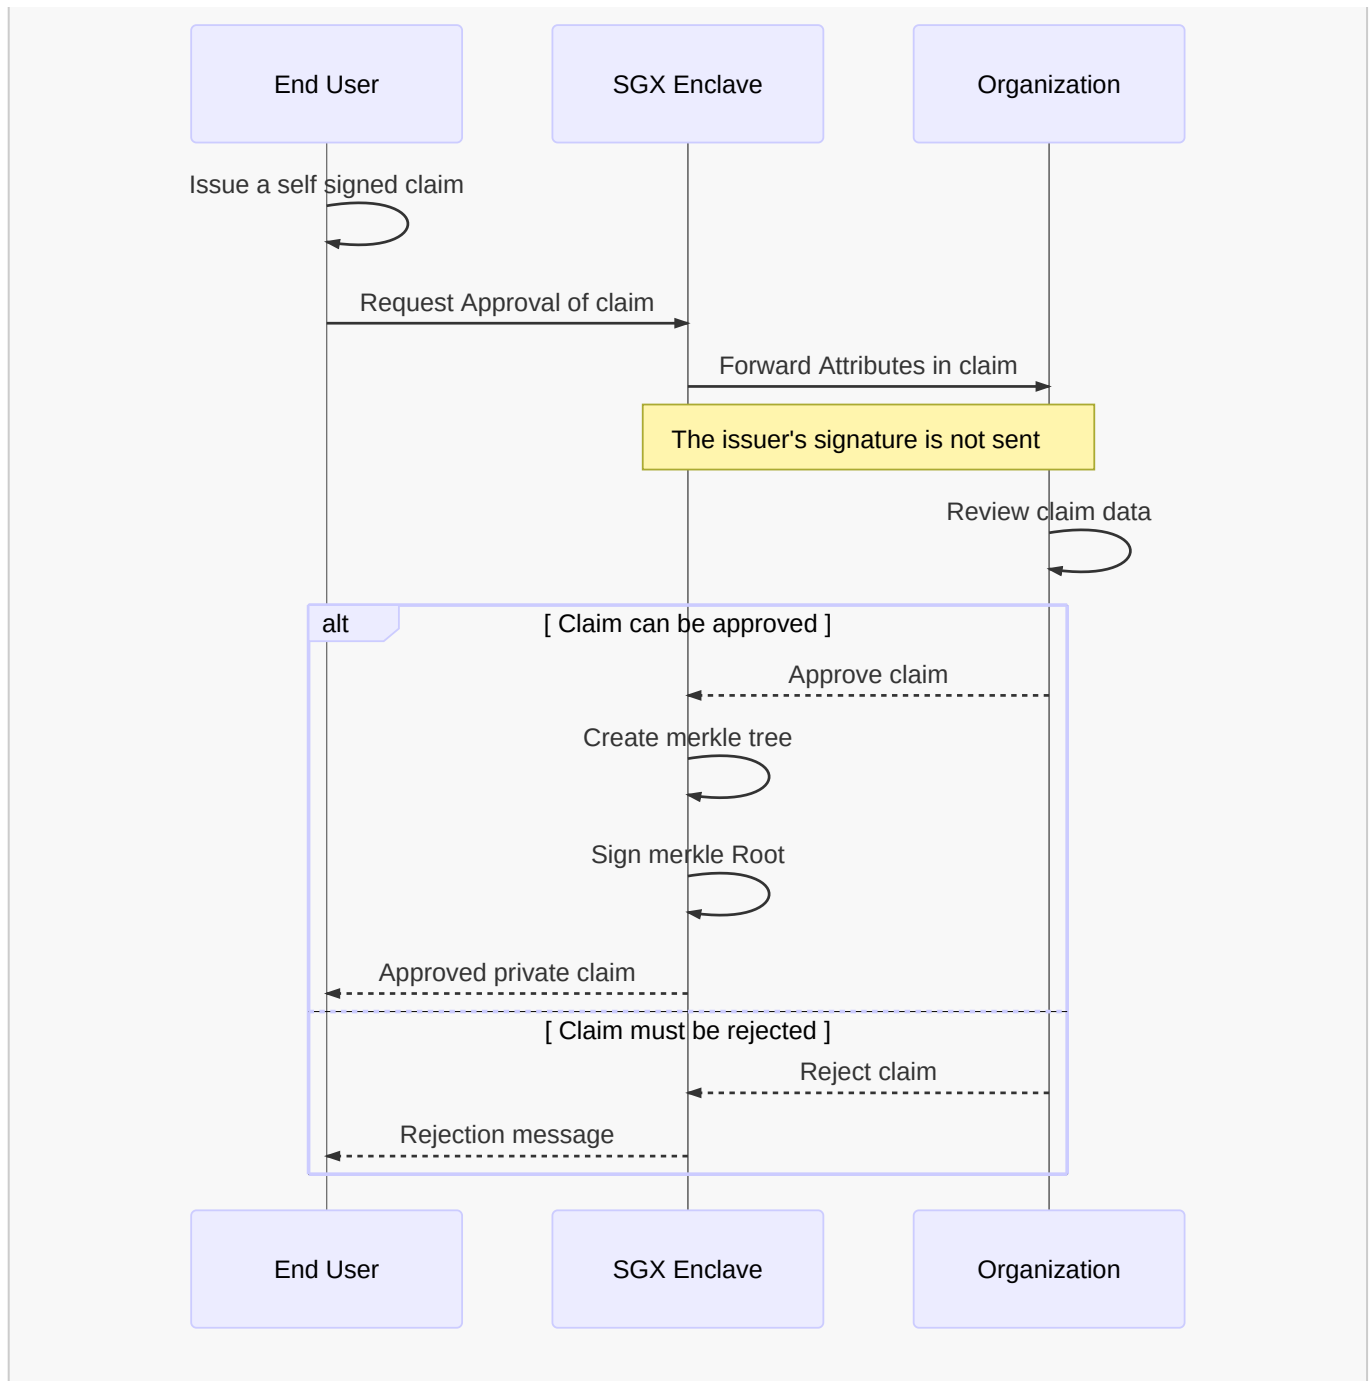 End User
SGX Enclave
Organization
Issue a self signed claim
Request Approval of claim
Forward Attributes in claim
The issuer's signature is not sent
Review claim data
alt
[ Claim can be approved ]
Approve claim
Create merkle tree
Sign merkle Root
Approved private claim
[ Claim must be rejected ]
Reject claim
Rejection message
End User
SGX Enclave
Organization